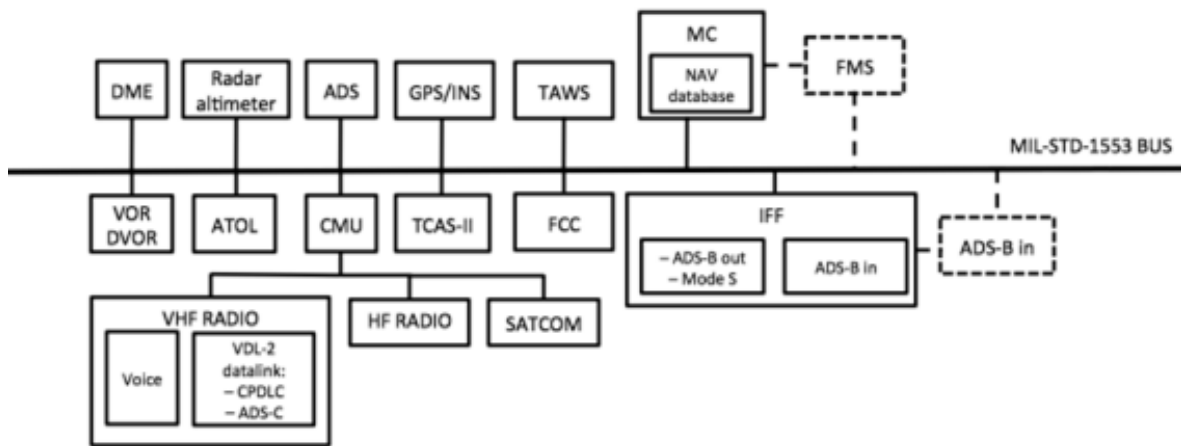 MC
NAV
database
FMS
DME
Radar
altimeter
ADS
GPS/INS
TAWS
MIL-STD-1553 BUS
VOR
DVOR
ATOL
CMU
TCAS-II
FCC
IFF
– ADS-B out
– Mode S
ADS-B in
ADS-B in
VHF RADIO
HF RADIO
SATCOM
Voice
VDL-2
datalink:
– CPDLC
– ADS-C